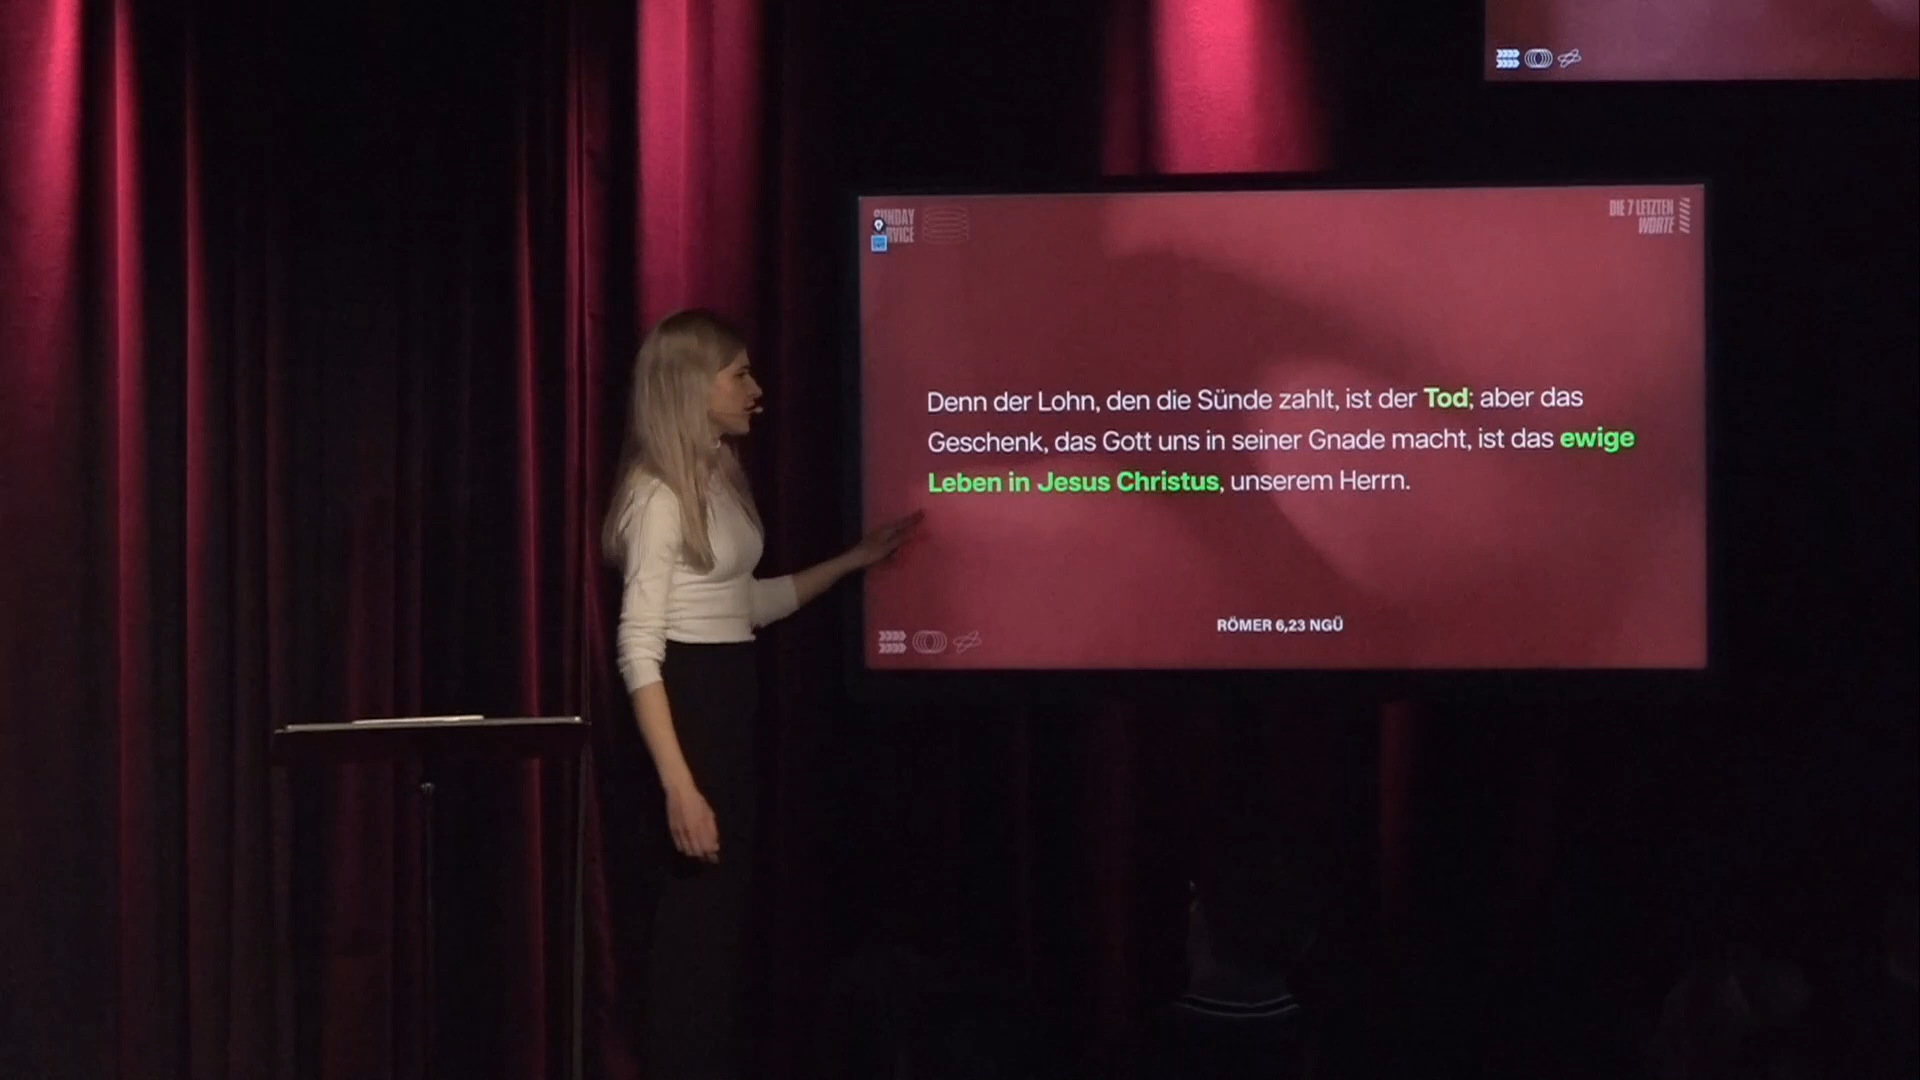 SUNDAY
DIE 7 LETZTEN
WORTE
Denn der Lohn, den die Sünde zahlt, ist der Tod; aber das
Geschenk, das Gott uns in seiner Gnade macht, ist das ewige
Leben in Jesus Christus, unserem Herrn.
RÖMER 6,23 NGÜ